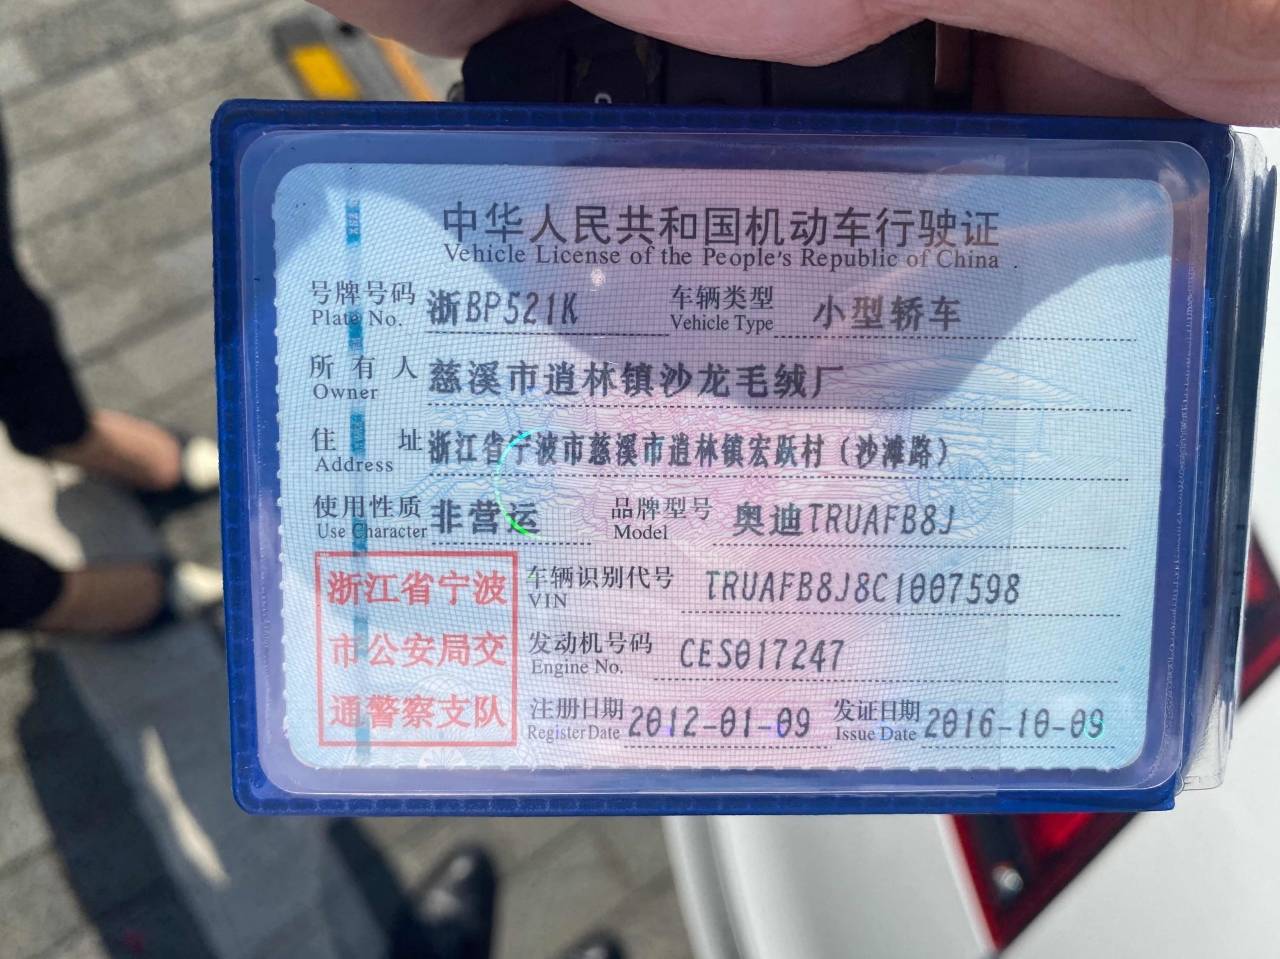 中华人民共和国机动车行驶证
Vehicle License of the People's Republic of China
号牌号码 浙BP521K 车辆类型 小型轿车
Plate No. Vehicle Type
所有人 慈溪市逍林镇沙龙毛绒厂
Owner
住址 浙江省宁波市慈溪市逍林镇宏跃村（沙滩路）
Address
使用性质 非营运 品牌型号 奥迪TRUAFB8J
Use Character Model
浙江省宁波
市公安局交
通警察支队
车辆识别代号 TRUAFB8J8C1007598
VIN
发动机号码 CES017247
Engine No.
注册日期 2012-01-09 发证日期 2016-10-09
Register Date Issue Date